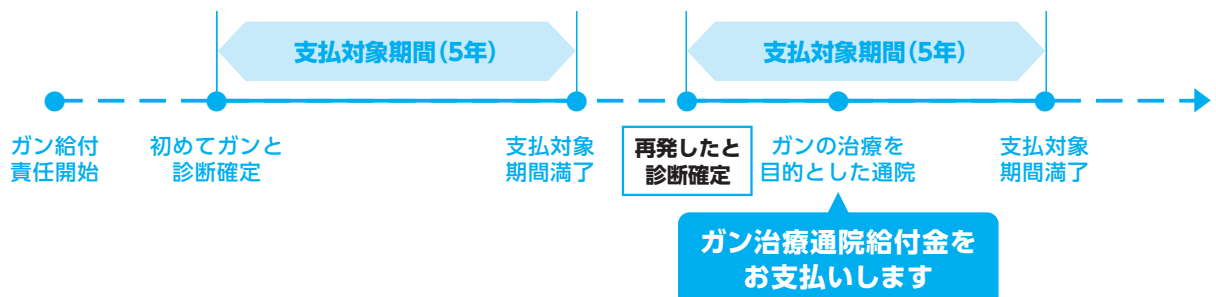 支払対象期間（5年）
支払対象期間（5年）
ガン給付
責任開始
初めてガンと
診断確定
支払対象
期間満了
再発したと
診断確定
ガンの治療を
目的とした通院
支払対象
期間満了
ガン治療通院給付金を
お支払いします